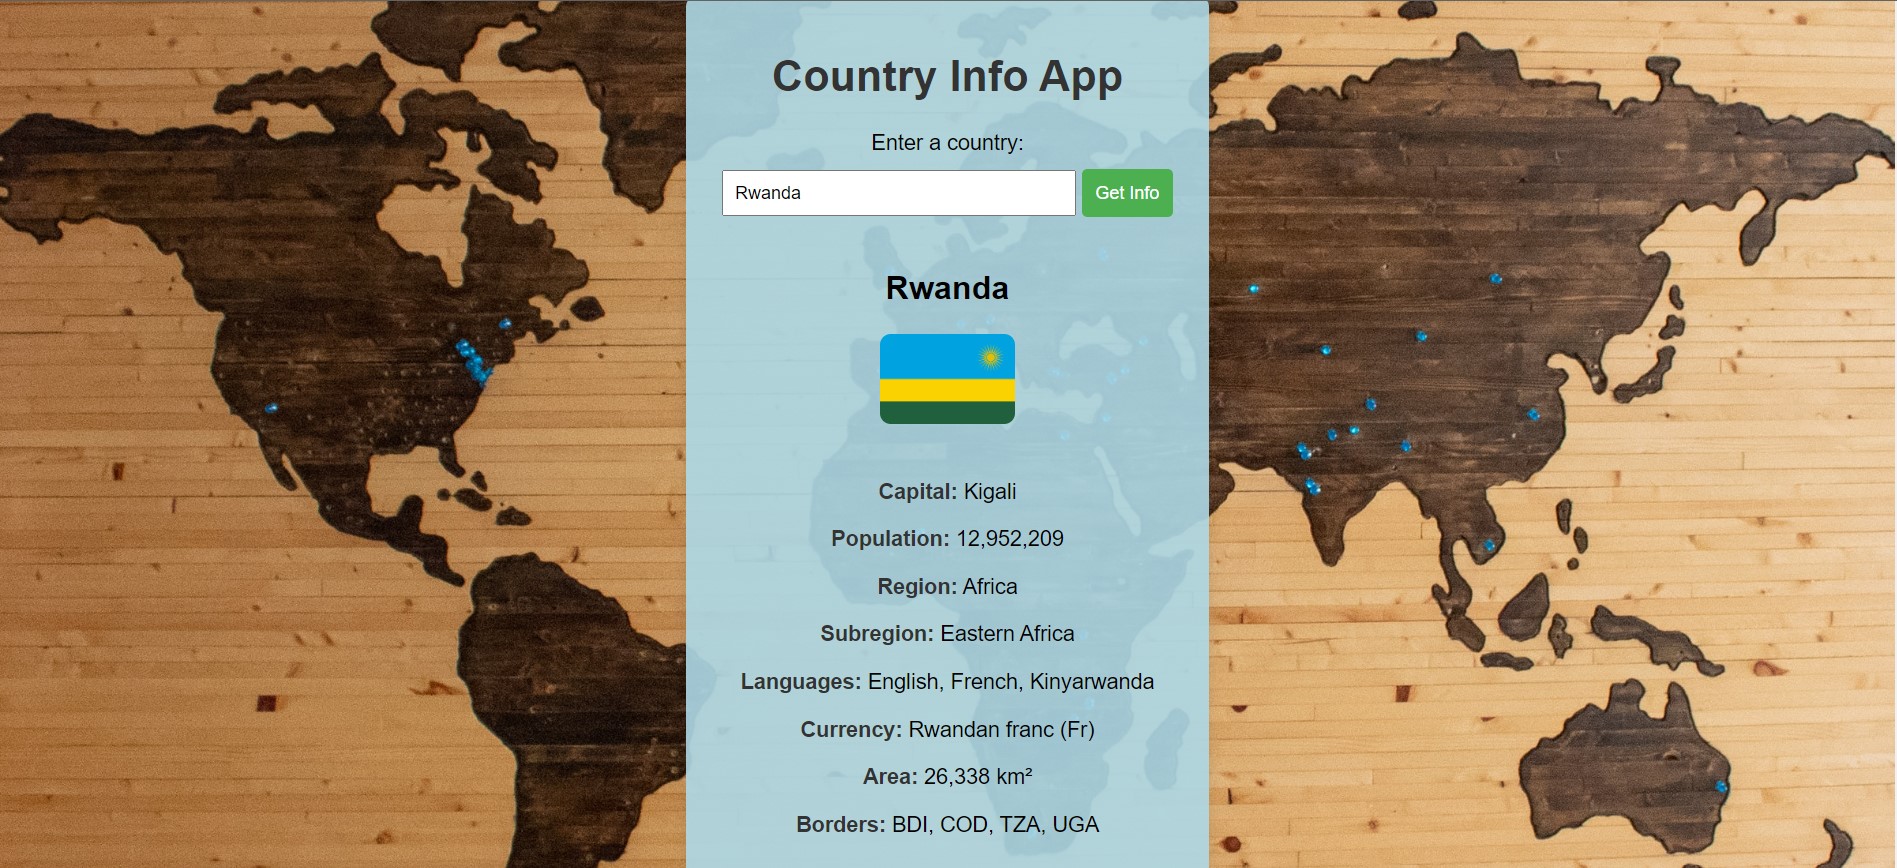 Country Info App
Enter a country:
Rwanda Get Info
Rwanda
Capital: Kigali
Population: 12,952,209
Region: Africa
Subregion: Eastern Africa
Languages: English, French, Kinyarwanda
Currency: Rwandan franc (Fr)
Area: 26,338 km²
Borders: BDI, COD, TZA, UGA